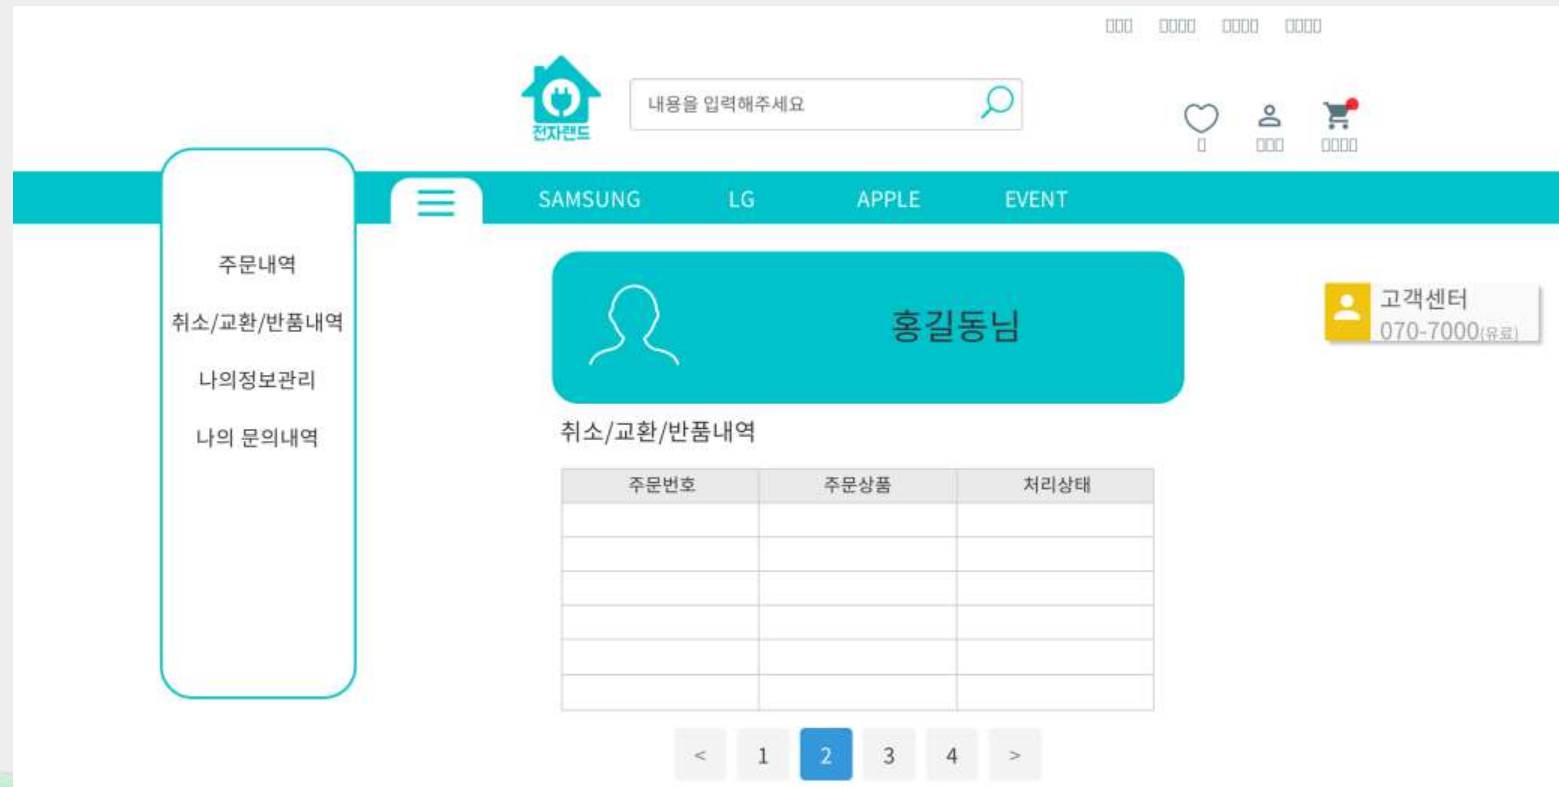 전자랜드
내용을 입력해주세요
SAMSUNG LG APPLE EVENT
주문내역
취소/교환/반품내역
나의정보관리
나의 문의내역
홍길동님
고객센터
070-7000(유료)
취소/교환/반품내역
주문번호 주문상품 처리상태
< 1 2 3 4 >